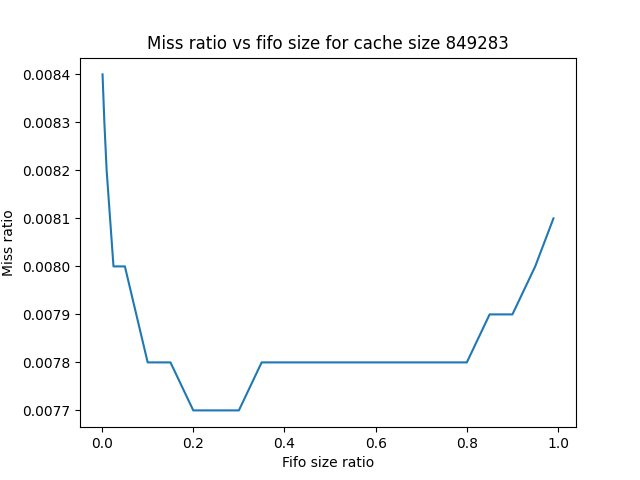 Miss ratio vs fifo size for cache size 849283
0.0084
0.0083
0.0082
0.0081
0.0080
0.0079
0.0078
0.0077
Miss ratio
0.0 0.2 0.4 0.6 0.8 1.0
Fifo size ratio